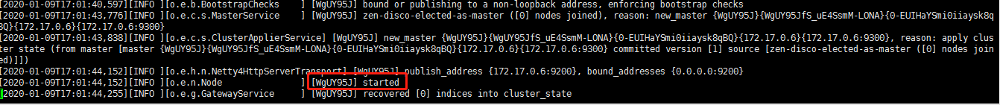 [2020-01-09T17:01:40,597][INFO ][o.e.b.BootstrapChecks    ] [WgUY95J] bound or publishing to a non-loopback address, enforcing bootstrap checks
[2020-01-09T17:01:43,776][INFO ][o.e.c.s.MasterService    ] [WgUY95J] zen-disco-elected-as-master ([0] nodes joined), reason: new_master {WgUY95J}{WgUY95JfS_uE4SsmM-LONA}{0-EUIHaYSmi0iiaysk8q
BQ}{172.17.0.6}{172.17.0.6:9300}
[2020-01-09T17:01:43,838][INFO ][o.e.c.s.ClusterApplierService] [WgUY95J] new_master {WgUY95J}{WgUY95JfS_uE4SsmM-LONA}{0-EUIHaYSmi0iiaysk8qBQ}{172.17.0.6}{172.17.0.6:9300}, reason: apply clus
ter state (from master [master {WgUY95J}{WgUY95JfS_uE4SsmM-LONA}{0-EUIHaYSmi0iiaysk8qBQ}{172.17.0.6}{172.17.0.6:9300} committed version [1] source [zen-disco-elected-as-master ([0] nodes join
ed)]])
[2020-01-09T17:01:44,152][INFO ][o.e.h.n.Netty4HttpServerTransport] [WgUY95J] publish_address {172.17.0.6:9200}, bound_addresses {0.0.0.0:9200}
[2020-01-09T17:01:44,152][INFO ][o.e.n.Node               ] [WgUY95J] started
[2020-01-09T17:01:44,255][INFO ][o.e.g.GatewayService     ] [WgUY95J] recovered [0] indices into cluster_state